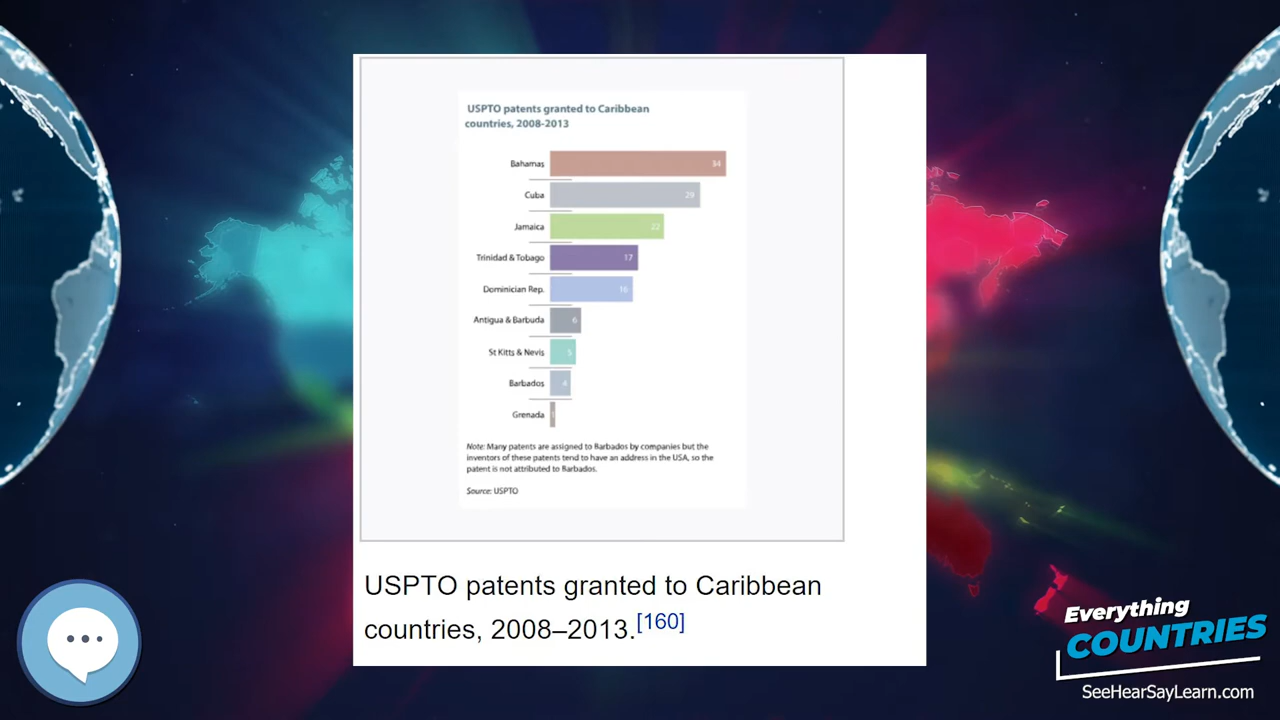 USPTO patents granted to Caribbean
countries, 2008-2013
Bahamas 34
Cuba 29
Jamaica 22
Trinidad & Tobago 17
Dominician Rep. 16
Antigua & Barbuda 6
St Kitts & Nevis 5
Barbados 4
Grenada
Note: Many patents are assigned to Barbados by companies but the
inventors of these patents tend to have an address in the USA, so the
patent is not attributed to Barbados.
Source: USPTO
USPTO patents granted to Caribbean
countries, 2008–2013.[160]
Everything
COUNTRIES
SeeHearSayLearn.com